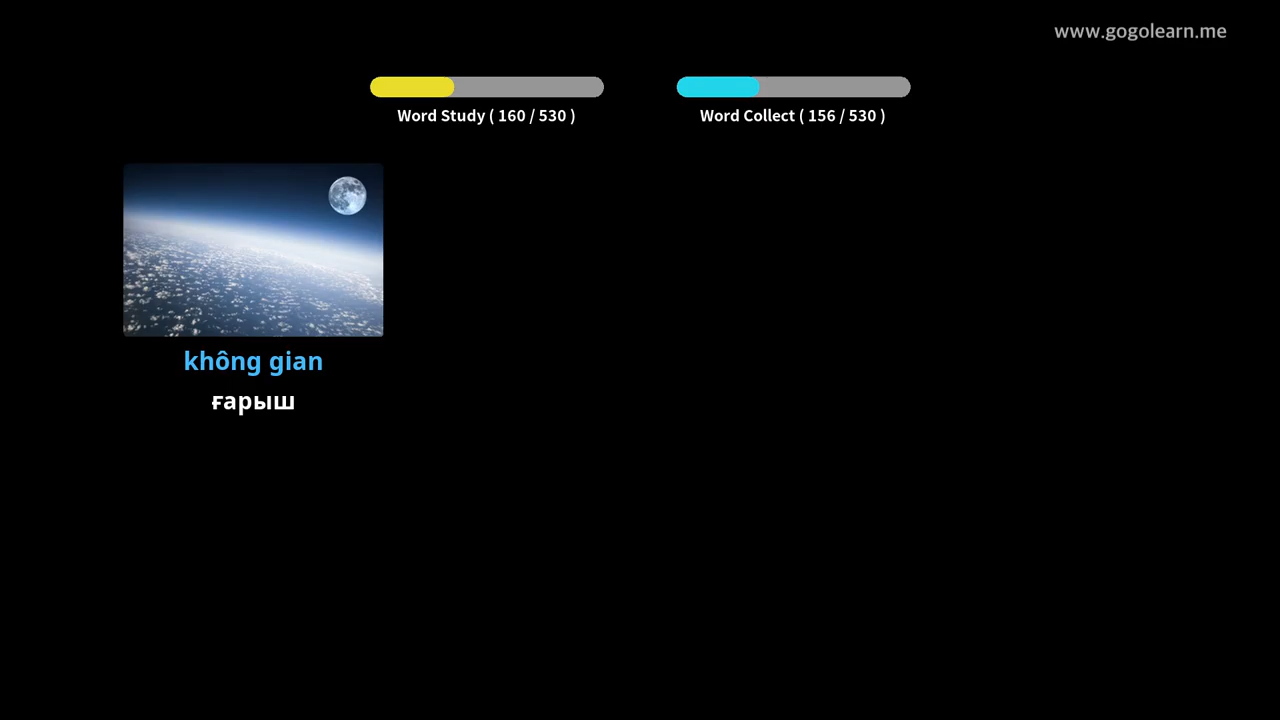 www.gogolearn.me
Word Study ( 160 / 530 )
Word Collect ( 156 / 530 )
không gian
ғарыш